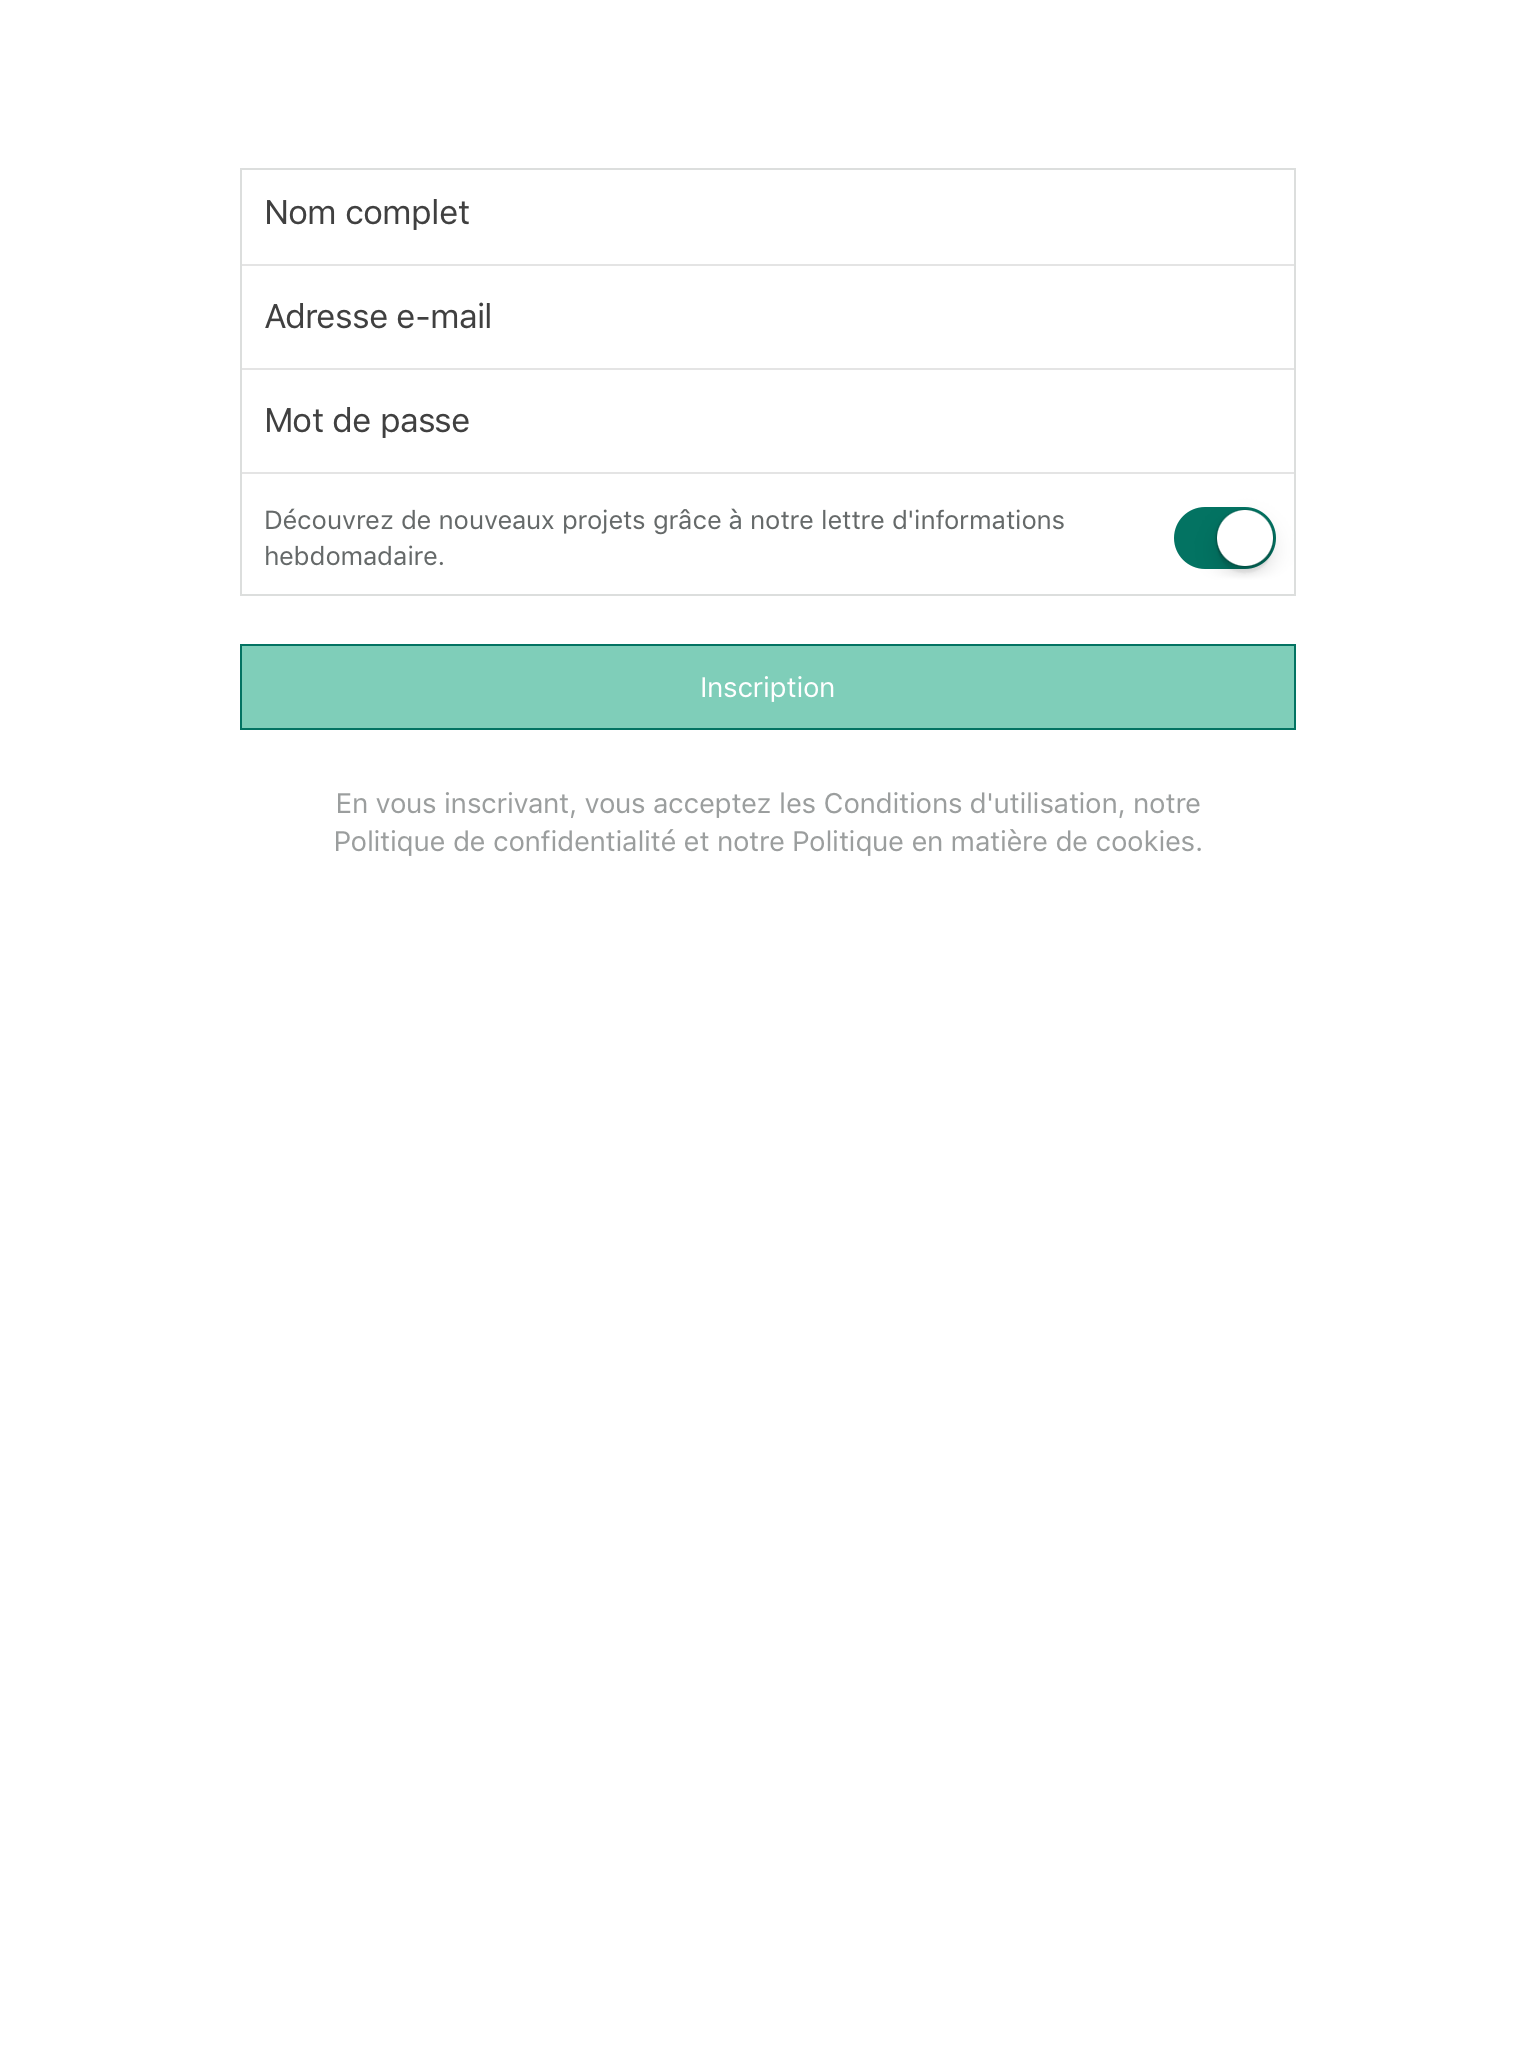 Nom complet
Adresse e-mail
Mot de passe
Découvrez de nouveaux projets grâce à notre lettre d'informations
hebdomadaire.
Inscription
En vous inscrivant, vous acceptez les Conditions d'utilisation, notre
Politique de confidentialité et notre Politique en matière de cookies.